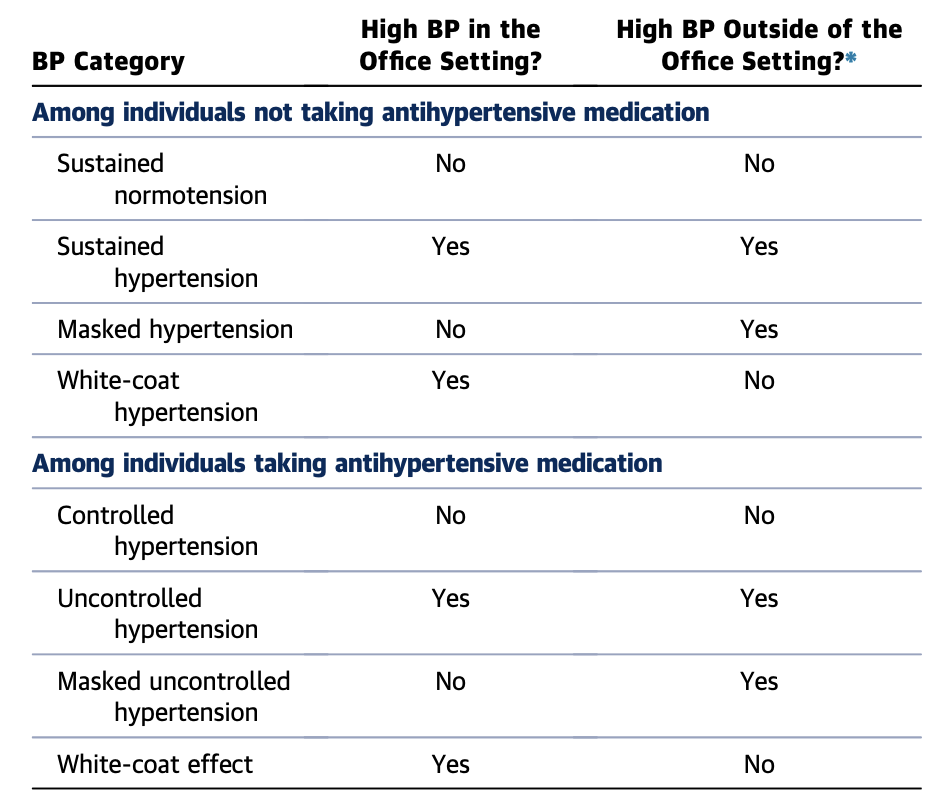 BP Category High BP in the Office Setting? High BP Outside of the Office Setting?*
Among individuals not taking antihypertensive medication
Sustained normotension No No
Sustained hypertension Yes Yes
Masked hypertension No Yes
White-coat hypertension Yes No
Among individuals taking antihypertensive medication
Controlled hypertension No No
Uncontrolled hypertension Yes Yes
Masked uncontrolled hypertension No Yes
White-coat effect Yes No